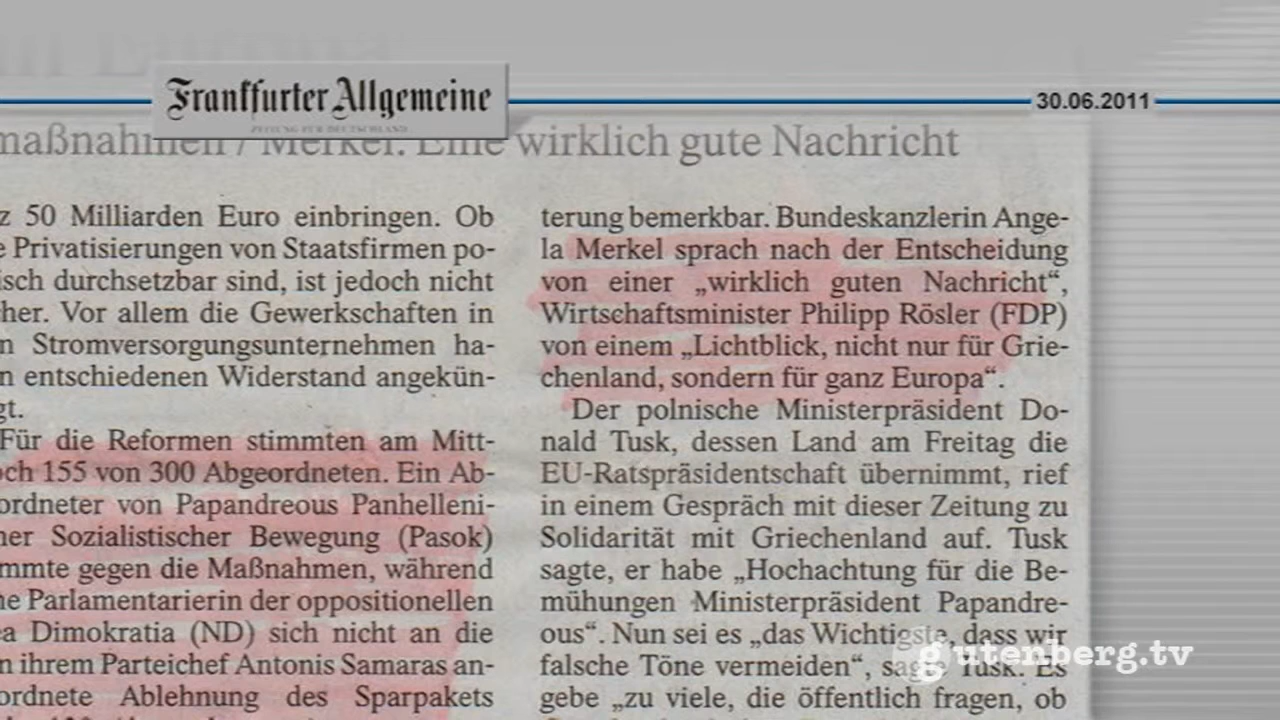 Frankfurter Allgemeine
ZEITUNG FÜR DEUTSCHLAND
30.06.2011
maßnahmen / Merkel: Eine wirklich gute Nachricht
z 50 Milliarden Euro einbringen. Ob
e Privatisierungen von Staatsfirmen po-
isch durchsetzbar sind, ist jedoch nicht
her. Vor allem die Gewerkschaften in
n Stromversorgungsunternehmen ha-
n entschiedenen Widerstand angekün-
gt.
Für die Reformen stimmten am Mitt-
och 155 von 300 Abgeordneten. Ein Ab-
ordneter von Papandreous Panhelleni-
her Sozialistischer Bewegung (Pasok)
mmte gegen die Maßnahmen, während
ne Parlamentarierin der oppositionellen
ea Dimokratia (ND) sich nicht an die
n ihrem Parteichef Antonis Samaras an-
ordnete Ablehnung des Sparpakets
terung bemerkbar. Bundeskanzlerin Ange-
la Merkel sprach nach der Entscheidung
von einer „wirklich guten Nachricht“,
Wirtschaftsminister Philipp Rösler (FDP)
von einem „Lichtblick, nicht nur für Grie-
chenland, sondern für ganz Europa“.
Der polnische Ministerpräsident Do-
nald Tusk, dessen Land am Freitag die
EU-Ratspräsidentschaft übernimmt, rief
in einem Gespräch mit dieser Zeitung zu
Solidarität mit Griechenland auf. Tusk
sagte, er habe „Hochachtung für die Be-
mühungen Ministerpräsident Papandre-
ous“. Nun sei es „das Wichtigste, dass wir
falsche Töne vermeiden“, sagte Tusk. Es
gebe „zu viele, die öffentlich fragen, ob
gutenberg.tv